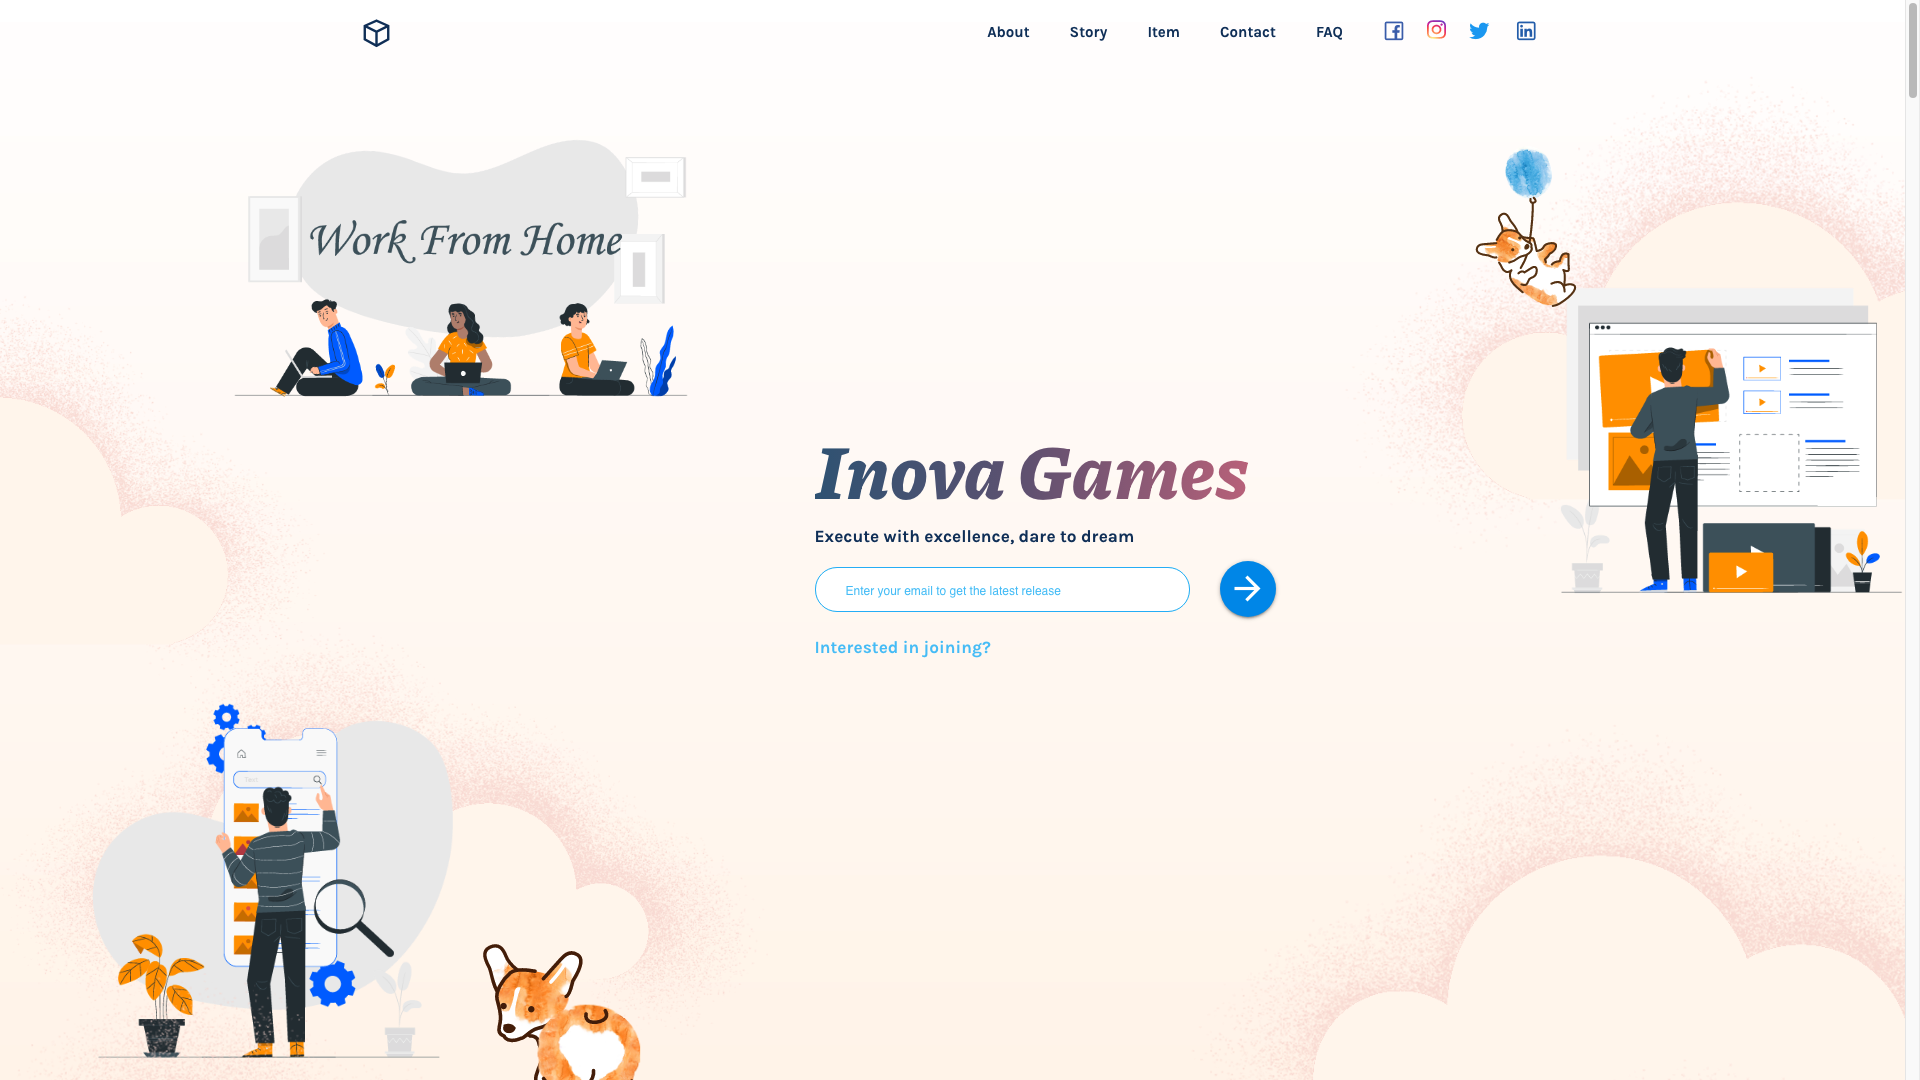 About
Story
Item
Contact
FAQ
Work From Home
Inova Games
Execute with excellence, dare to dream
Enter your email to get the latest release
Interested in joining?